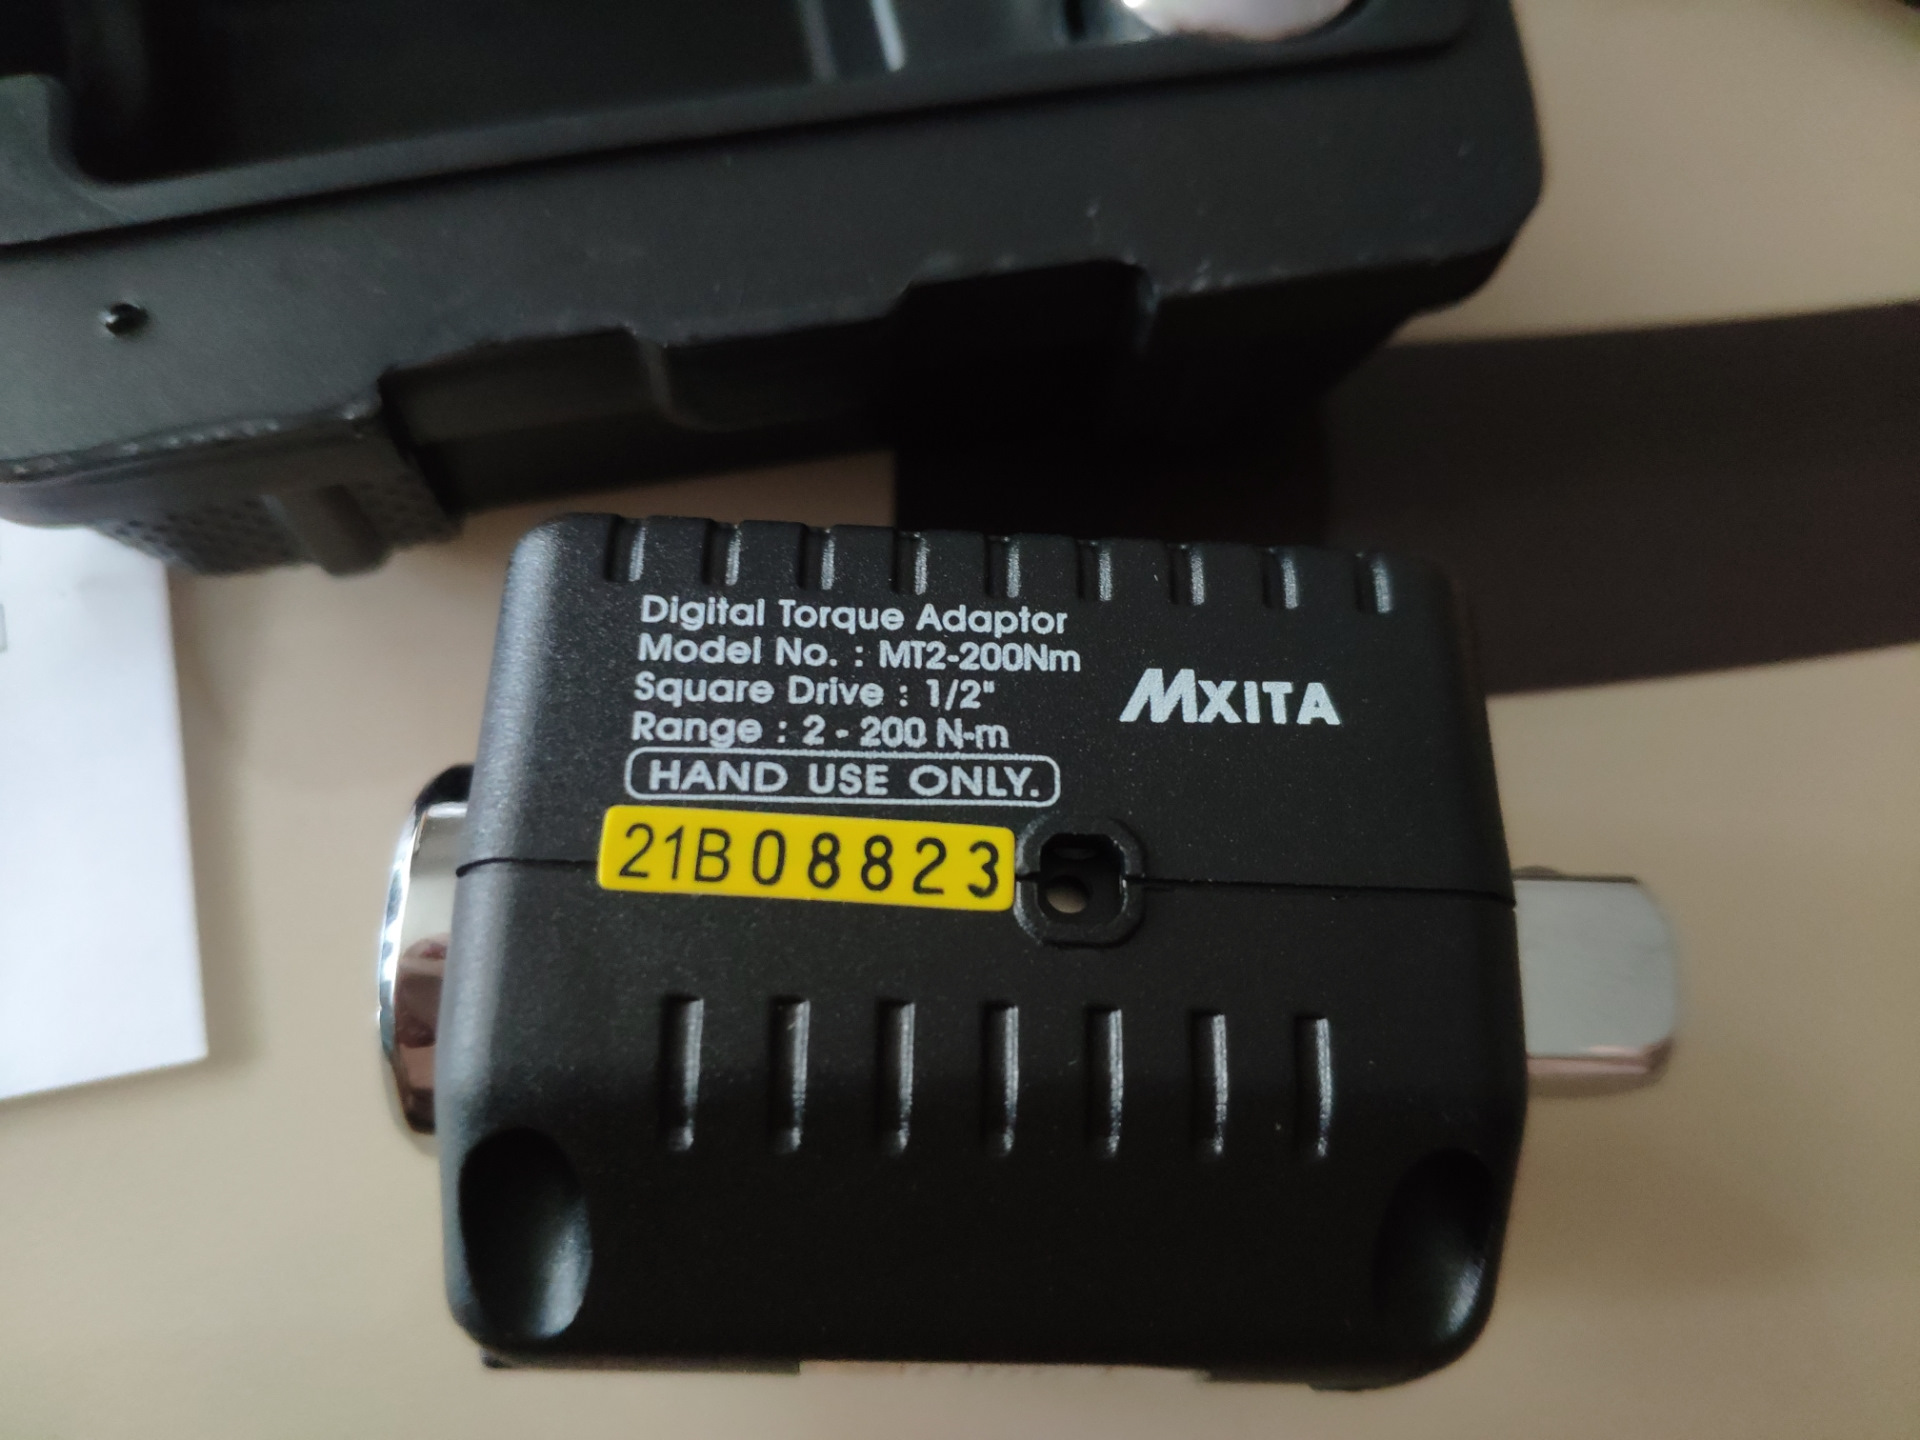 Digital Torque Adaptor
Model No. : MT2-200Nm
Square Drive : 1/2"
Range : 2 - 200 N-m
HAND USE ONLY.
MXITA
21B08823